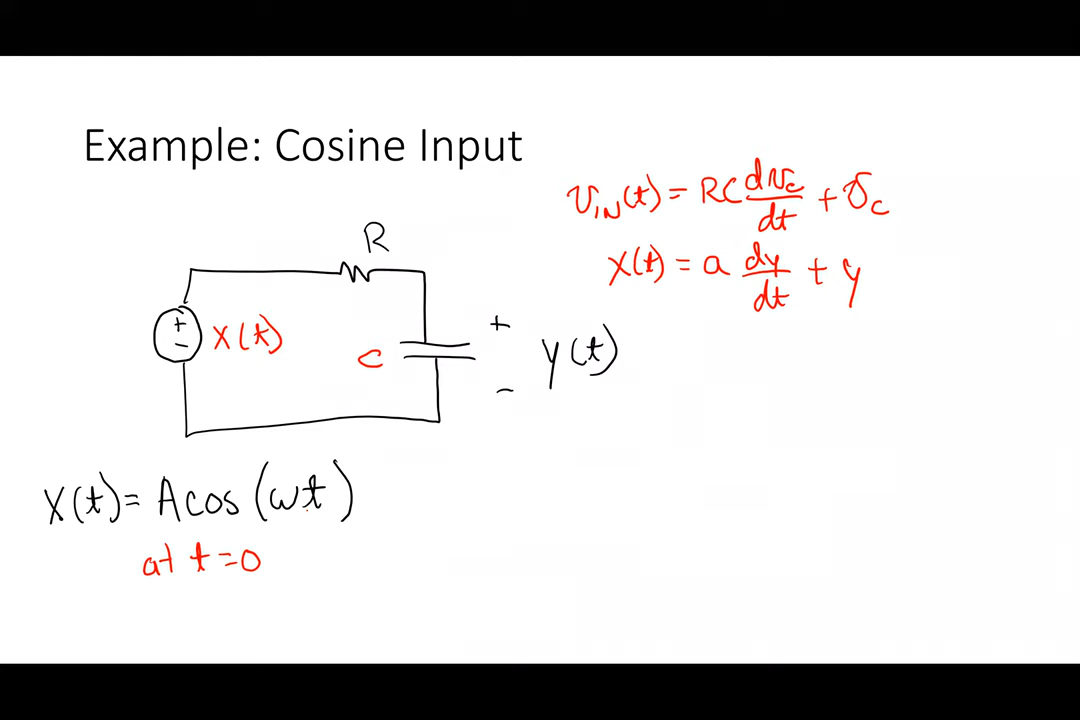 Example: Cosine Input
v_IN(t) = RC dv_c/dt + v_c
x(t) = a dy/dt + y
R
+
-
x(t)
C
+
-
y(t)
x(t) = A cos (ωt)
at t=0